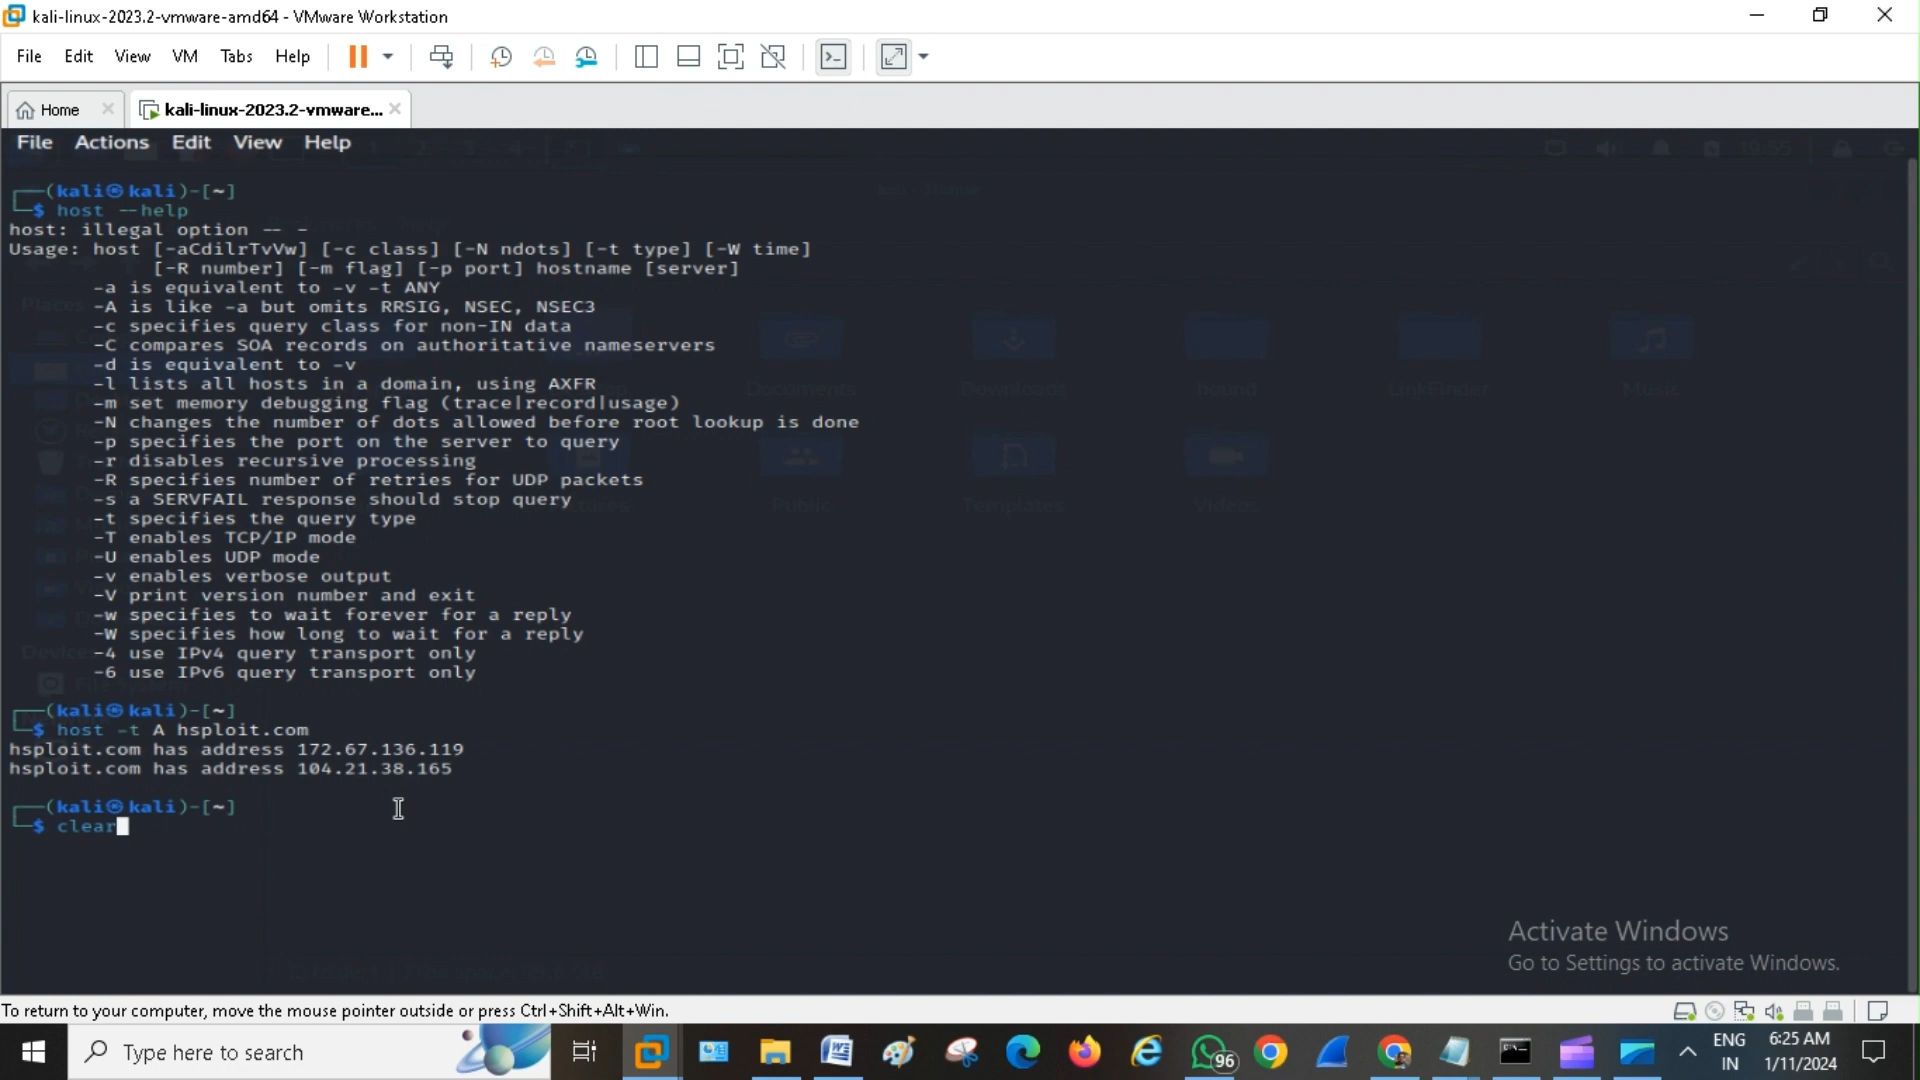 kali-linux-2023.2-vmware-amd64 - VMware Workstation
File Edit View VM Tabs Help
Home kali-linux-2023.2-vmware...
File Actions Edit View Help
(kali㉿kali)-[~]
$ host --help
host: illegal option -- -
Usage: host [-aCdilrTvVw] [-c class] [-N ndots] [-t type] [-W time]
[-R number] [-m flag] [-p port] hostname [server]
-a is equivalent to -v -t ANY
-A is like -a but omits RRSIG, NSEC, NSEC3
-c specifies query class for non-IN data
-C compares SOA records on authoritative nameservers
-d is equivalent to -v
-l lists all hosts in a domain, using AXFR
-m set memory debugging flag (trace|record|usage)
-N changes the number of dots allowed before root lookup is done
-p specifies the port on the server to query
-r disables recursive processing
-R specifies number of retries for UDP packets
-s a SERVFAIL response should stop query
-t specifies the query type
-T enables TCP/IP mode
-U enables UDP mode
-v enables verbose output
-V print version number and exit
-w specifies to wait forever for a reply
-W specifies how long to wait for a reply
-4 use IPv4 query transport only
-6 use IPv6 query transport only
(kali㉿kali)-[~]
$ host -t A hsploit.com
hsploit.com has address 172.67.136.119
hsploit.com has address 104.21.38.165
(kali㉿kali)-[~]
$ clear
Documents Downloads hound LinkFinder Music
Public Templates Videos
Activate Windows
Go to Settings to activate Windows.
To return to your computer, move the mouse pointer outside or press Ctrl+Shift+Alt+Win.
Type here to search
96
ENG
IN
6:25 AM
1/11/2024